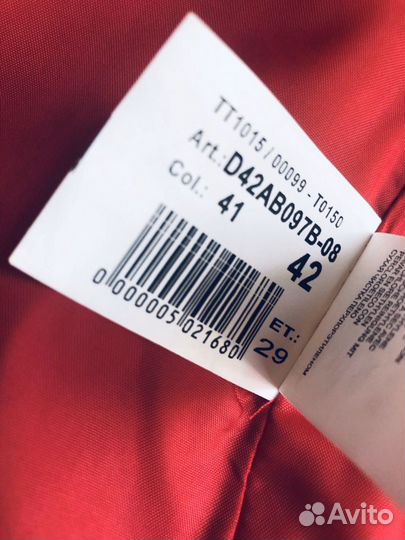 TT1015 / 00099 - T0150
Art.: D42AB097B-08
Col.: 41 42
0 000005 021680
ET.: 29
Avito